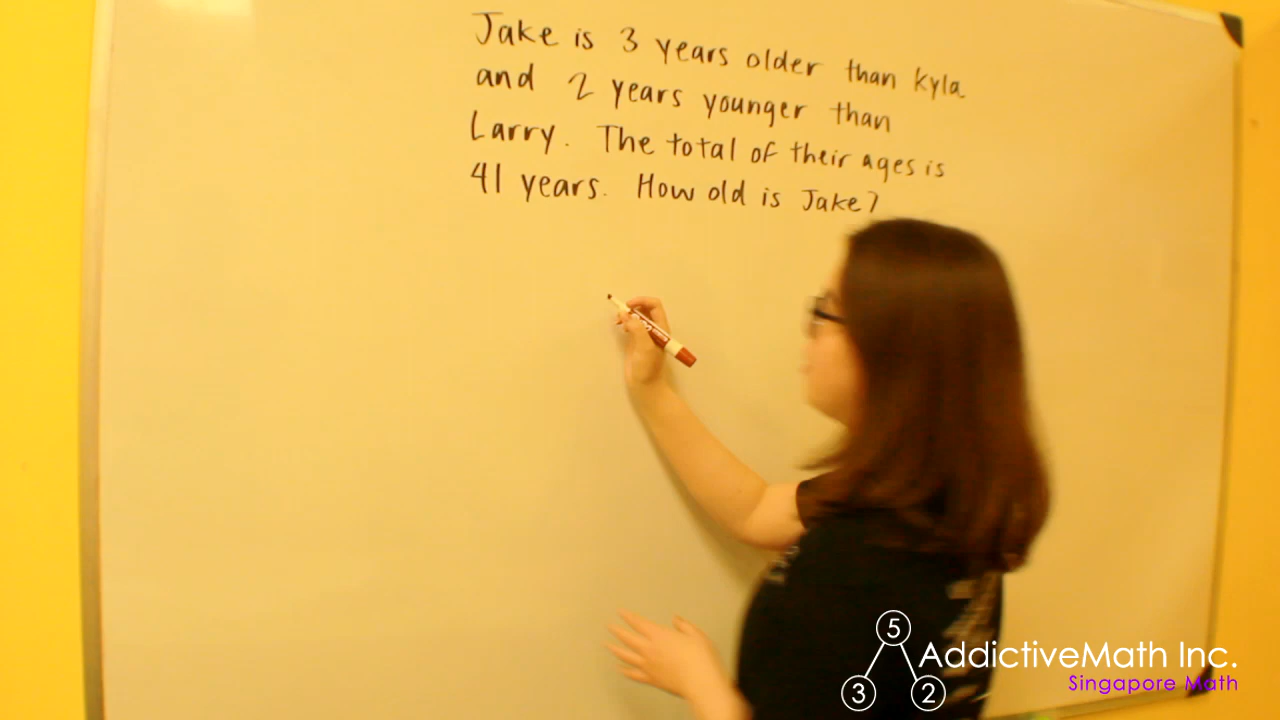 Jake is 3 years older than Kyla
and 2 years younger than
Larry. The total of their ages is
41 years. How old is Jake?
5
AddictiveMath Inc.
3 2 Singapore Math